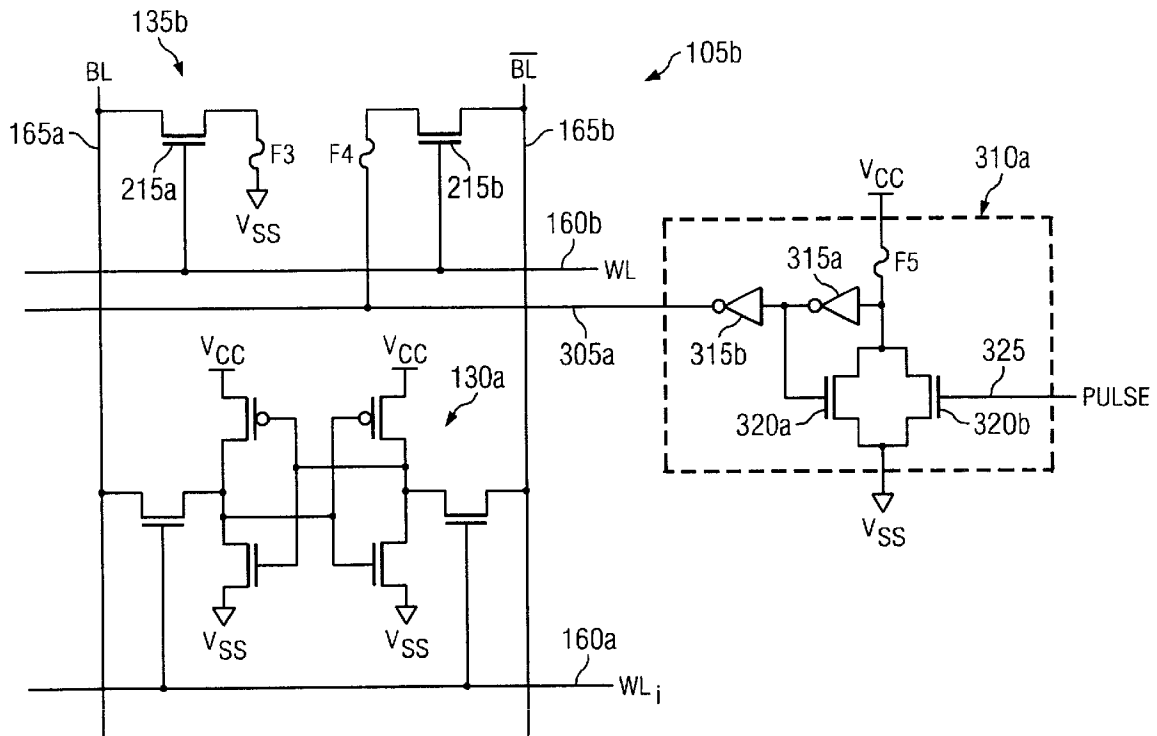 135b
BL
B̅L̅
105b
165a
F3
F4
165b
215a
215b
VSS
160b
WL
VCC
310a
315a
F5
305a
315b
VCC
VCC
130a
325
PULSE
320a
320b
VSS
VSS
VSS
160a
WLi